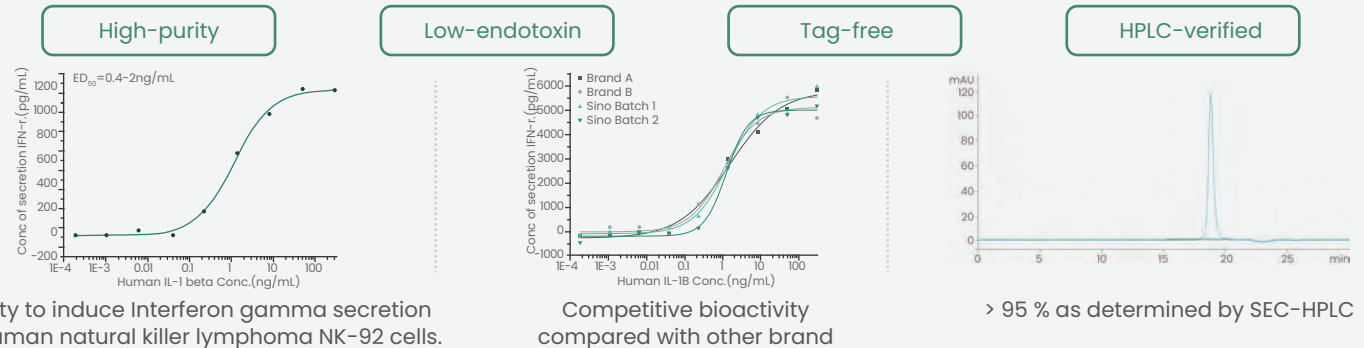 High-purity
Low-endotoxin
Tag-free
HPLC-verified
Conc of secretion IFN-r.(pg/mL)
ED50=0.4-2ng/mL
1200
1000
800
600
400
200
0
-200
1E-4 1E-3 0.01 0.1 1 10 100
Human IL-1 beta Conc.(ng/mL)
ty to induce Interferon gamma secretion
uman natural killer lymphoma NK-92 cells.
Conc of secretion IFN-r.(pg/mL)
Brand A
Brand B
Sino Batch 1
Sino Batch 2
6000
5000
4000
3000
2000
1000
0
-1000
1E-4 1E-3 0.01 0.1 1 10 100
Human IL-1B Conc.(ng/mL)
Competitive bioactivity
compared with other brand
mAU
120
100
80
60
40
20
0
0 5 10 15 20 25 min
> 95 % as determined by SEC-HPLC